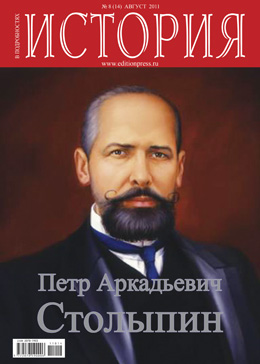 № 8 (14) АВГУСТ 2011
В ПОДРОБНОСТЯХ
ИСТОРИЯ
www.editionpress.ru
Петр Аркадьевич
Столыпин